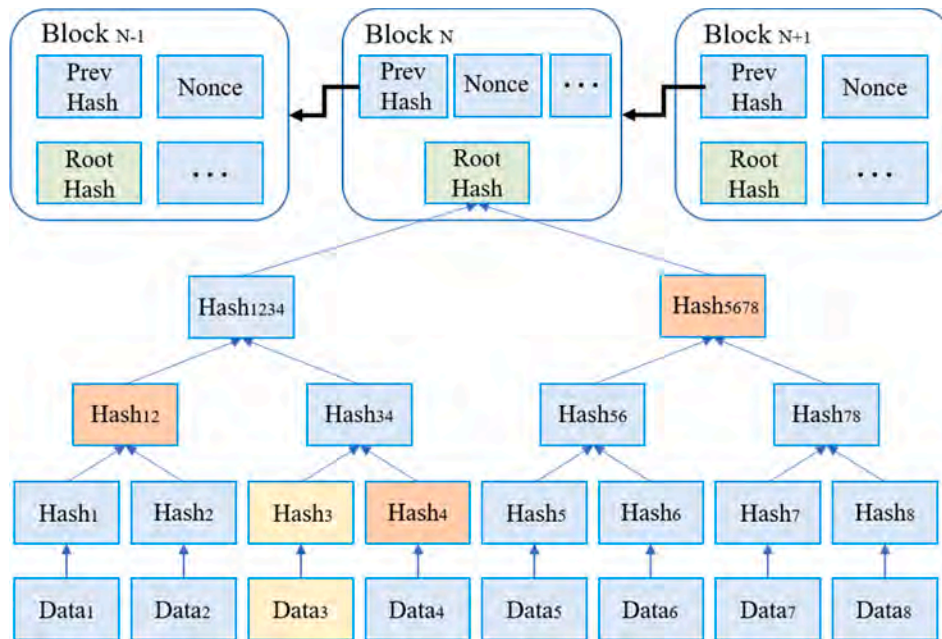 Block N-1
Block N
Block N+1
Prev
Hash
Nonce
Prev
Hash
Nonce
...
Prev
Hash
Nonce
Root
Hash
...
Root
Hash
Root
Hash
...
Hash1234
Hash5678
Hash12
Hash34
Hash56
Hash78
Hash1
Hash2
Hash3
Hash4
Hash5
Hash6
Hash7
Hash8
Data1
Data2
Data3
Data4
Data5
Data6
Data7
Data8